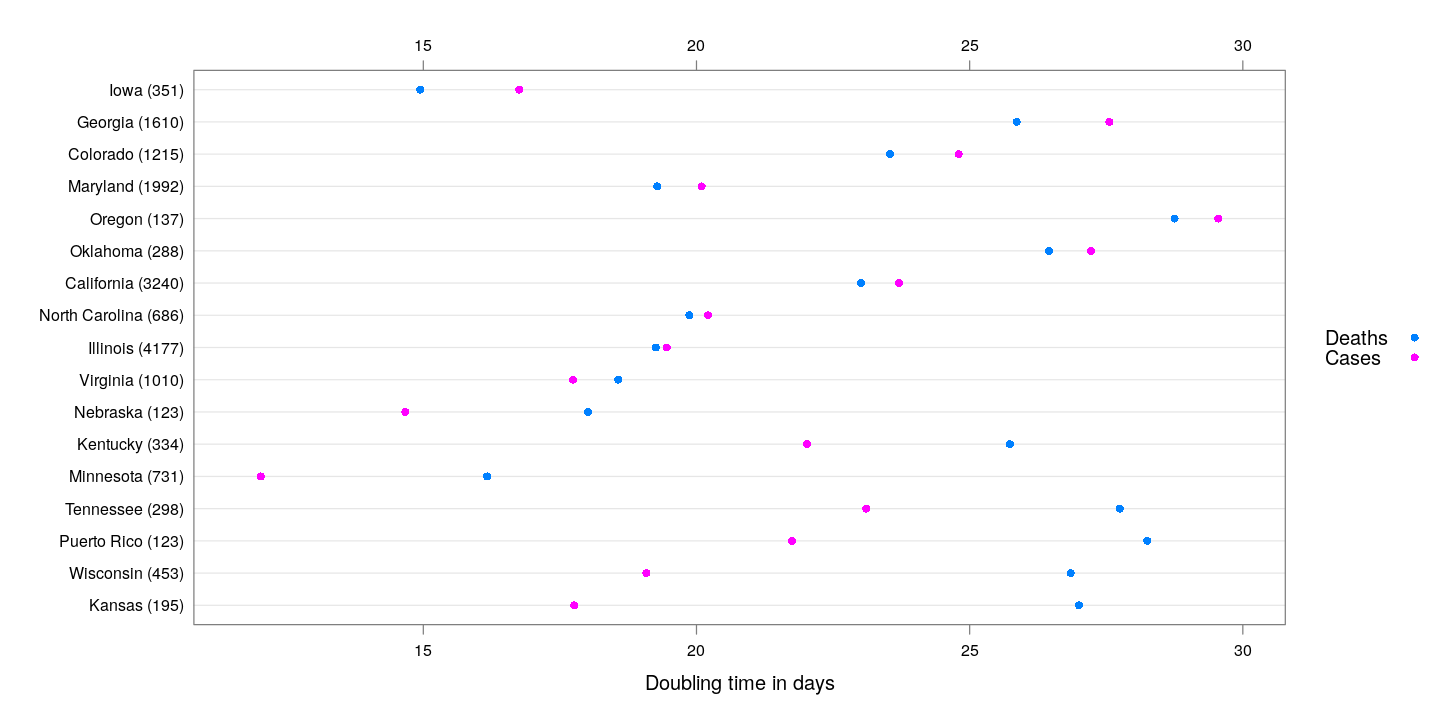 15 20 25 30
Iowa (351)
Georgia (1610)
Colorado (1215)
Maryland (1992)
Oregon (137)
Oklahoma (288)
California (3240)
North Carolina (686)
Illinois (4177)
Virginia (1010)
Nebraska (123)
Kentucky (334)
Minnesota (731)
Tennessee (298)
Puerto Rico (123)
Wisconsin (453)
Kansas (195)
15 20 25 30
Doubling time in days
Deaths
Cases